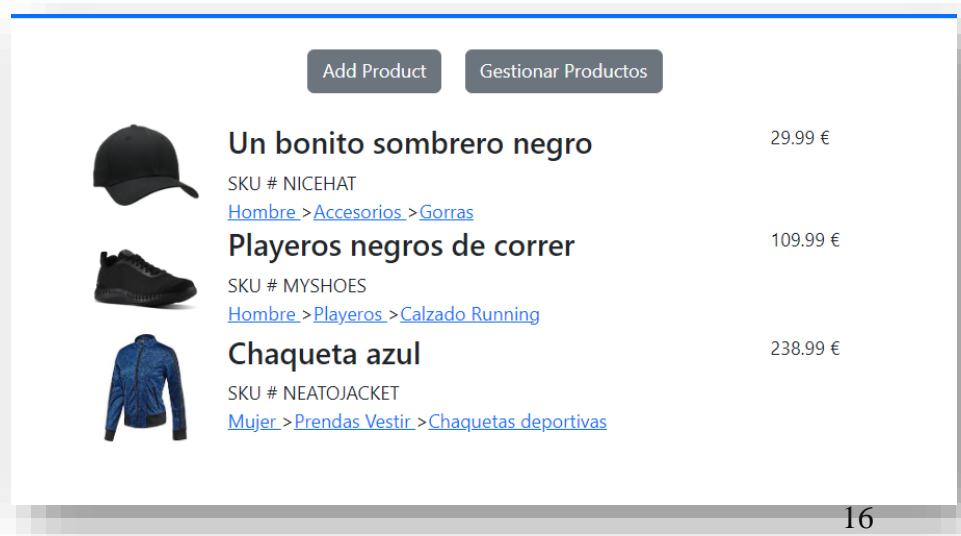 Add Product Gestionar Productos
Un bonito sombrero negro 29.99 €
SKU # NICEHAT
Hombre >Accesorios >Gorras
Playeros negros de correr 109.99 €
SKU # MYSHOES
Hombre >Playeros >Calzado Running
Chaqueta azul 238.99 €
SKU # NEATOJACKET
Mujer >Prendas Vestir >Chaquetas deportivas
16